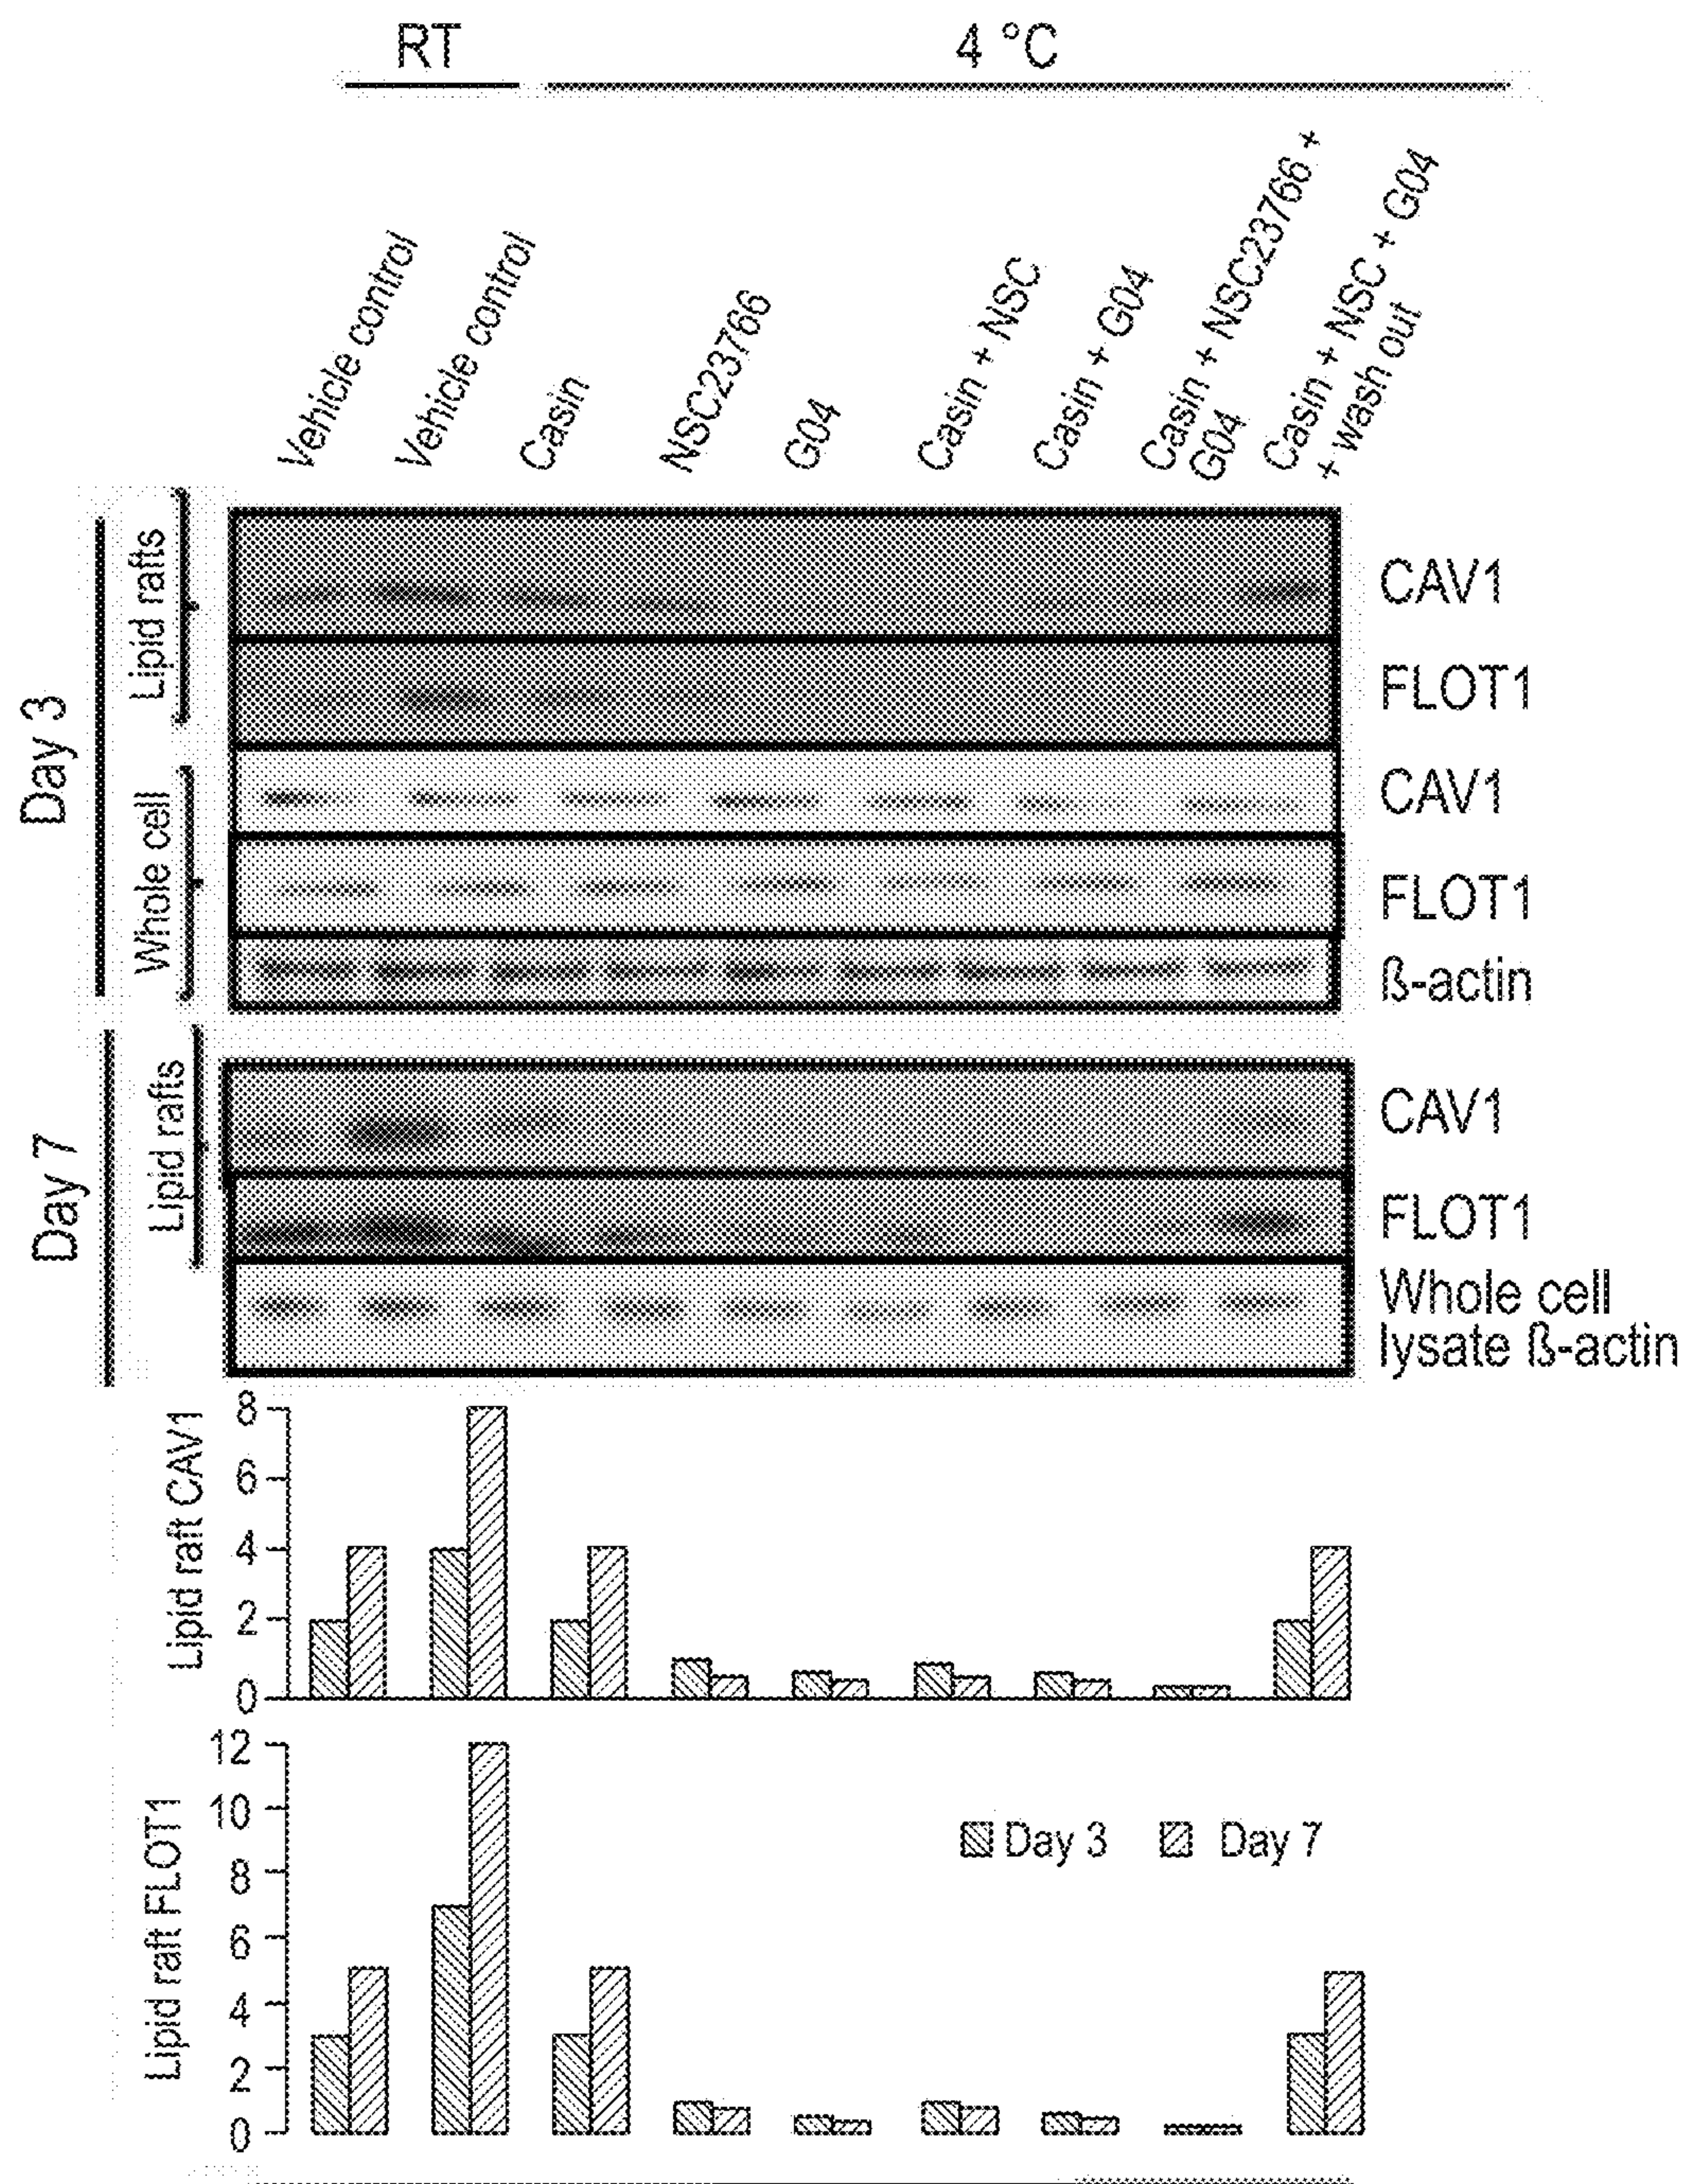 RT
4 °C
Vehicle control
Vehicle control
Casin
NSC23766
G04
Casin + NSC
Casin + G04
Casin + NSC23766 +
G04
Casin + NSC + G04
+ wash out
Day 3
Lipid rafts
CAV1
FLOT1
Whole cell
CAV1
FLOT1
ß-actin
Day 7
Lipid rafts
CAV1
FLOT1
Whole cell
lysate ß-actin
Lipid raft CAV1
8
6
4
2
0
Lipid raft FLOT1
12
10
8
6
4
2
0
Day 3
Day 7